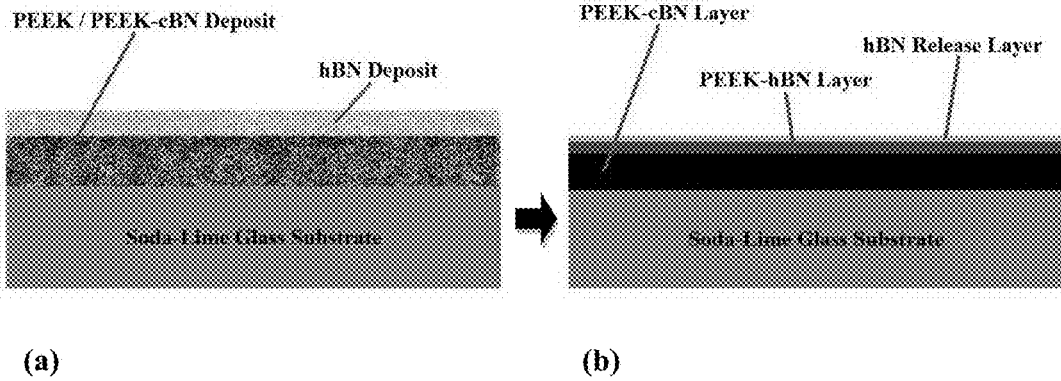 PEEK / PEEK-cBN Deposit
hBN Deposit
Soda-Lime Glass Substrate
(a)
PEEK-cBN Layer
hBN Release Layer
PEEK-hBN Layer
Soda-Lime Glass Substrate
(b)